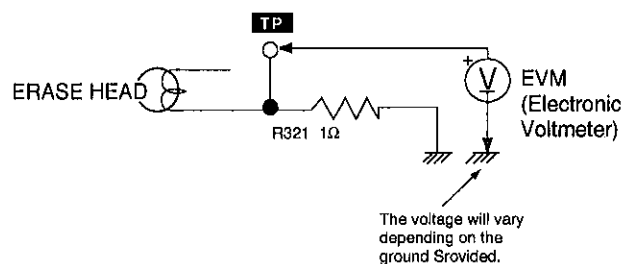 TP
ERASE HEAD
R321 1Ω
+
V
EVM
(Electronic
Voltmeter)
The voltage will vary
depending on the
ground Srovided.